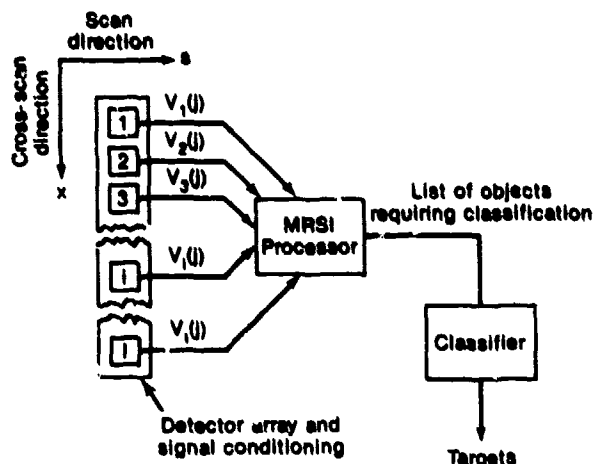 Scan
direction
s
Cross-scan
direction
x
1
V₁(j)
2
V₂(j)
3
V₃(j)
MRSI
Processor
List of objects
requiring classification
I
Vᵢ(j)
I
Vᵢ(j)
Classifier
Detector array and
signal conditioning
Targets